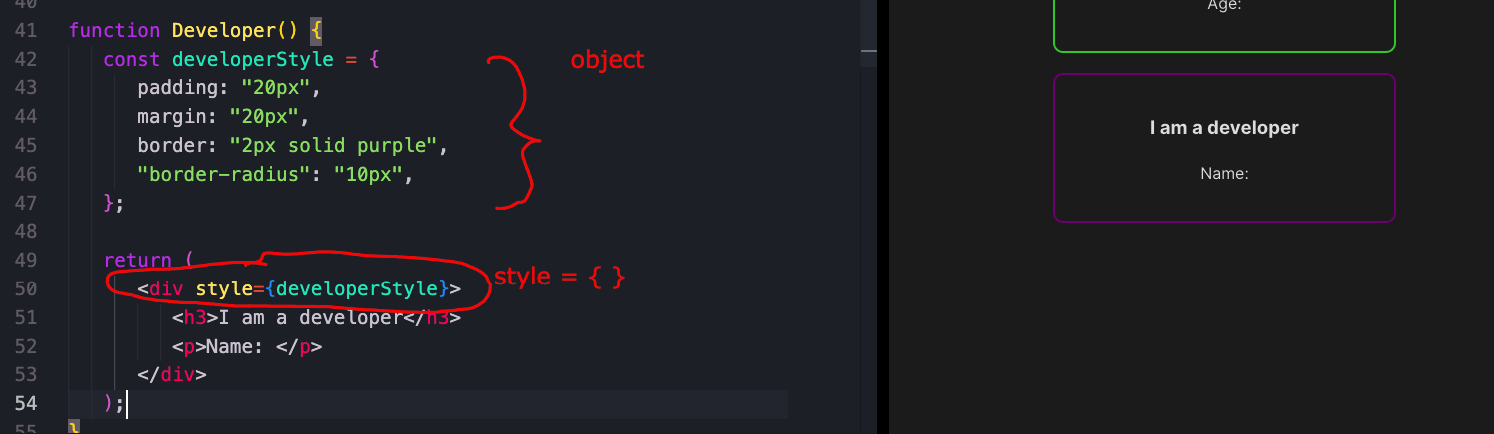 40
41 function Developer() {
42 const developerStyle = {
43 padding: "20px",
44 margin: "20px",
45 border: "2px solid purple",
46 "border-radius": "10px",
47 };
48
49 return (
50 <div style={developerStyle}>
51 <h3>I am a developer</h3>
52 <p>Name: </p>
53 </div>
54 );
55 }
object
style = { }
Age:
I am a developer
Name: